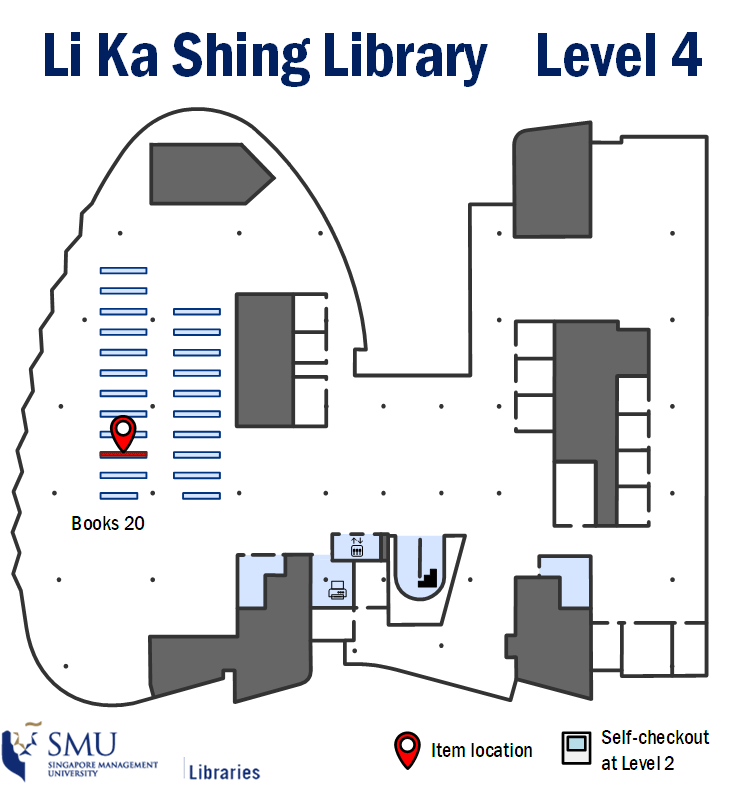 Li Ka Shing Library Level 4
Books 20
SMU
SINGAPORE MANAGEMENT
UNIVERSITY
Libraries
Item location
Self-checkout
at Level 2